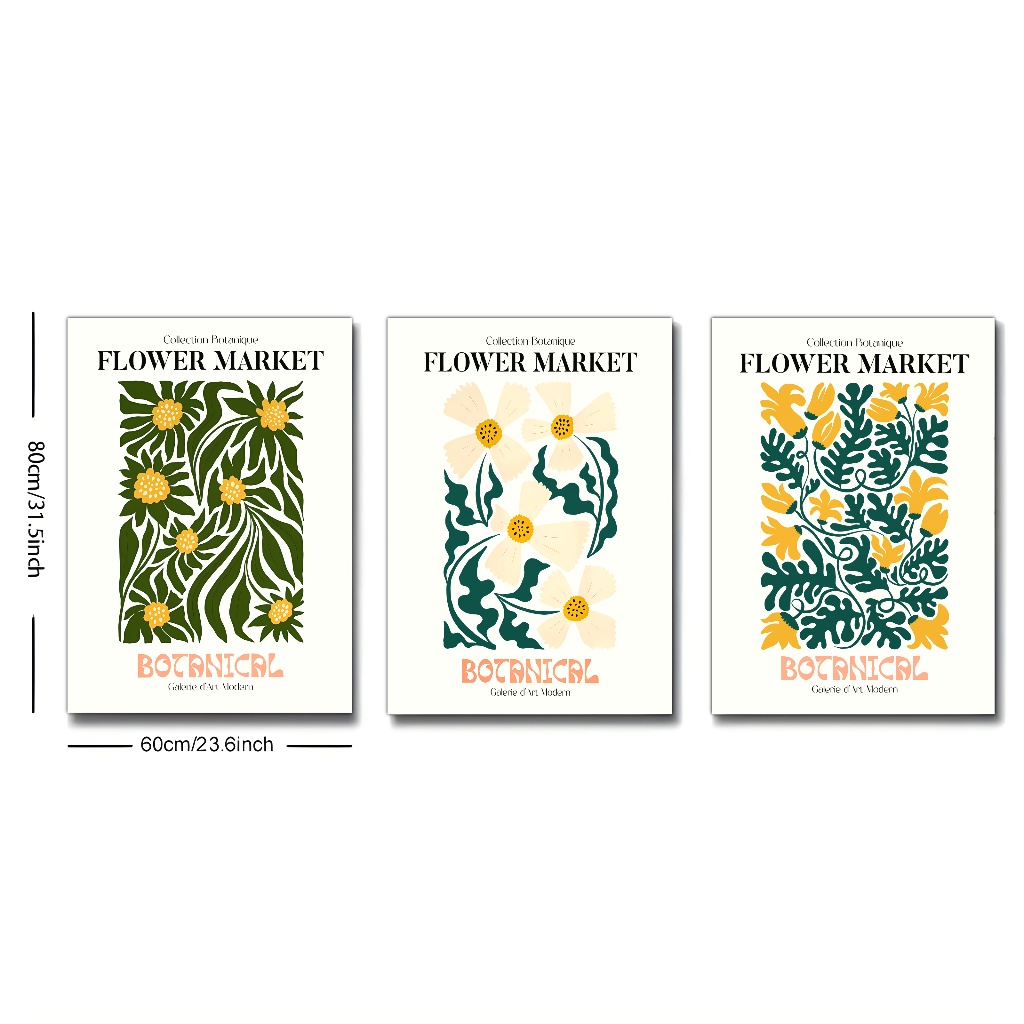 80cm/31.5inch
Collection Botanique
FLOWER MARKET
BOTANICAL
Galerie d'Art Modern
60cm/23.6inch
Collection Botanique
FLOWER MARKET
BOTANICAL
Galerie d'Art Modern
Collection Botanique
FLOWER MARKET
BOTANICAL
Galerie d'Art Modern